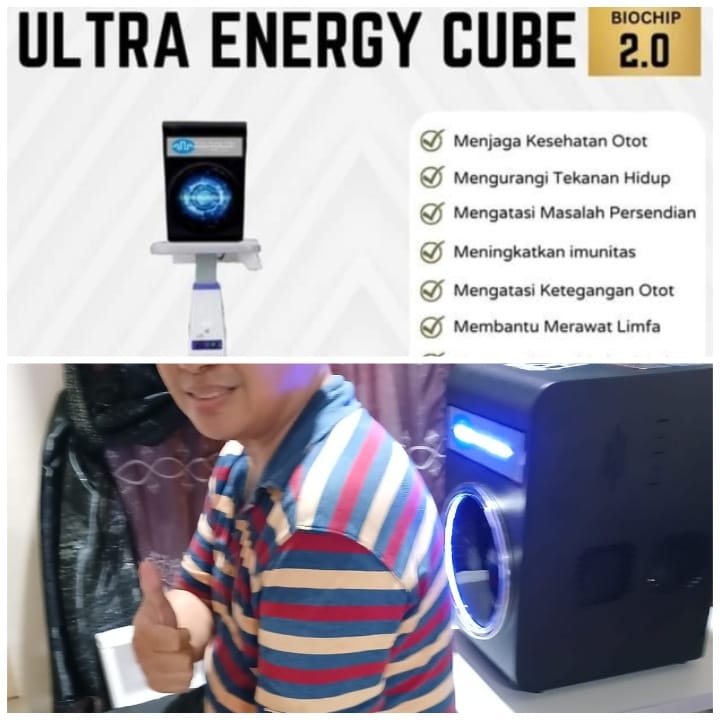 ULTRA ENERGY CUBE
BIOCHIP
2.0
Menjaga Kesehatan Otot
Mengurangi Tekanan Hidup
Mengatasi Masalah Persendian
Meningkatkan imunitas
Mengatasi Ketegangan Otot
Membantu Merawat Limfa